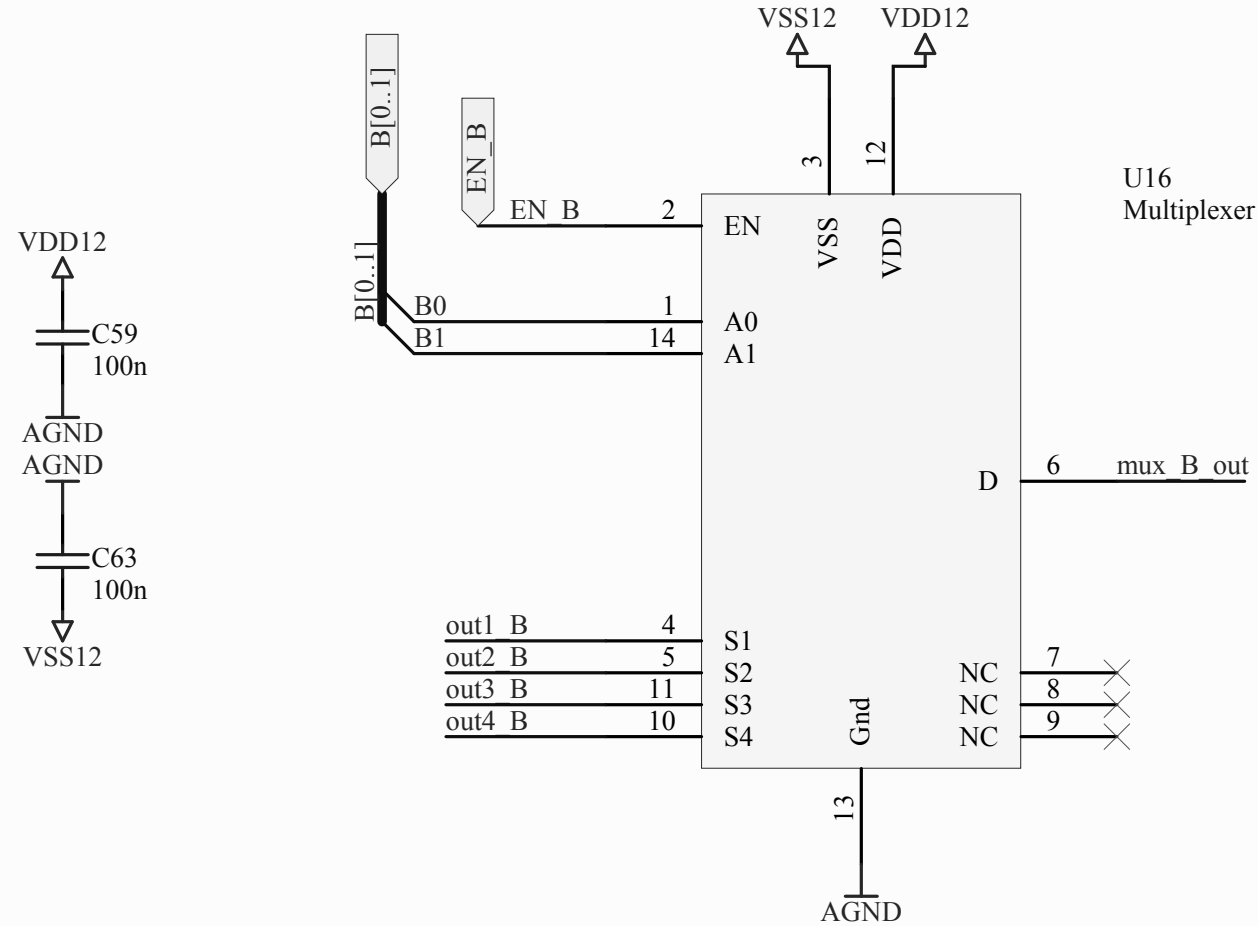 VSS12
VDD12
B[0..1]
EN_B
3
12
U16
Multiplexer
EN_B
2
EN
VSS
VDD
VDD12
B[0..1]
C59
100n
B0
1
A0
B1
14
A1
AGND
AGND
D
6
mux_B_out
C63
100n
VSS12
out1_B
4
S1
out2_B
5
S2
NC
7
out3_B
11
S3
NC
8
out4_B
10
S4
Gnd
NC
9
13
AGND